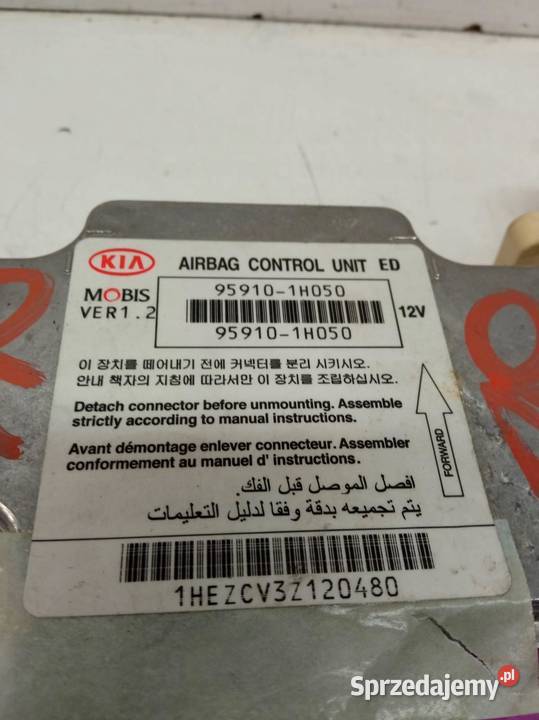 KIA AIRBAG CONTROL UNIT ED
MOBIS
VER1.2
95910-1H050
95910-1H050
12V
이 장치를 떼어내기 전에 커넥터를 분리 시키시오.
안내 책자의 지침에 따라서만 이 장치를 조립하십시오.
Detach connector before unmounting. Assemble
strictly according to manual instructions.
Avant démontage enlever connecteur. Assembler
conformement au manuel d' instructions.
افصل الموصل قبل الفك.
يتم تجميعه بدقة وفقا لدليل التعليمات
FORWARD
1HEZCV3Z120480
Sprzedajemy.pl